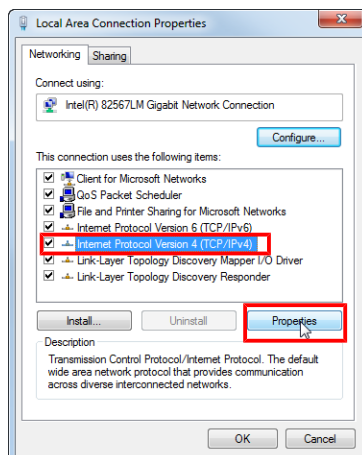 Local Area Connection Properties
Networking Sharing
Connect using:
Intel(R) 82567LM Gigabit Network Connection
Configure...
This connection uses the following items:
Client for Microsoft Networks
QoS Packet Scheduler
File and Printer Sharing for Microsoft Networks
Internet Protocol Version 6 (TCP/IPv6)
Internet Protocol Version 4 (TCP/IPv4)
Link-Layer Topology Discovery Mapper I/O Driver
Link-Layer Topology Discovery Responder
Install... Uninstall Properties
Description
Transmission Control Protocol/Internet Protocol. The default
wide area network protocol that provides communication
across diverse interconnected networks.
OK Cancel